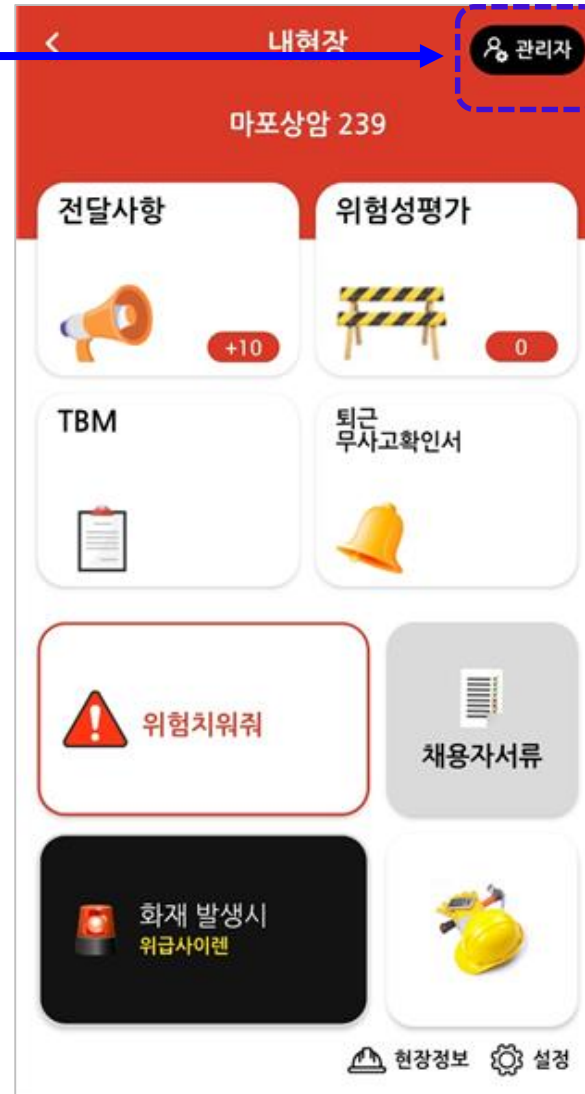 내현장
관리자
마포상암 239
전달사항
+10
위험성평가
0
TBM
퇴근
무사고확인서
위험치워줘
채용자서류
화재 발생시
위급사이렌
현장정보
설정